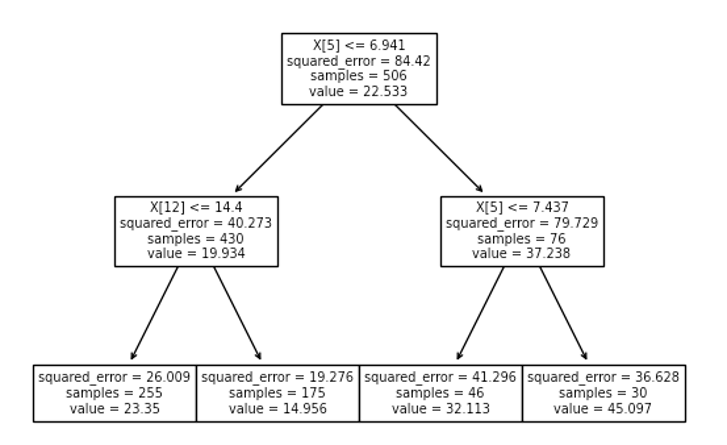 X[5] <= 6.941
squared_error = 84.42
samples = 506
value = 22.533
X[12] <= 14.4
squared_error = 40.273
samples = 430
value = 19.934
X[5] <= 7.437
squared_error = 79.729
samples = 76
value = 37.238
squared_error = 26.009
samples = 255
value = 23.35
squared_error = 19.276
samples = 175
value = 14.956
squared_error = 41.296
samples = 46
value = 32.113
squared_error = 36.628
samples = 30
value = 45.097